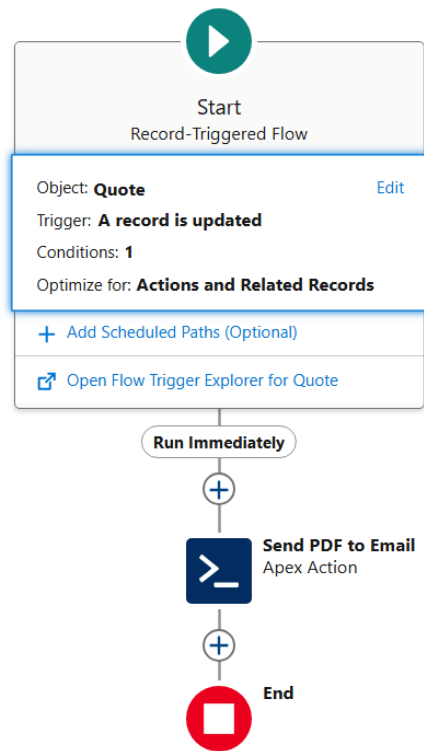 Start
Record-Triggered Flow
Object: Quote Edit
Trigger: A record is updated
Conditions: 1
Optimize for: Actions and Related Records
Add Scheduled Paths (Optional)
Open Flow Trigger Explorer for Quote
Run Immediately
Send PDF to Email
Apex Action
End